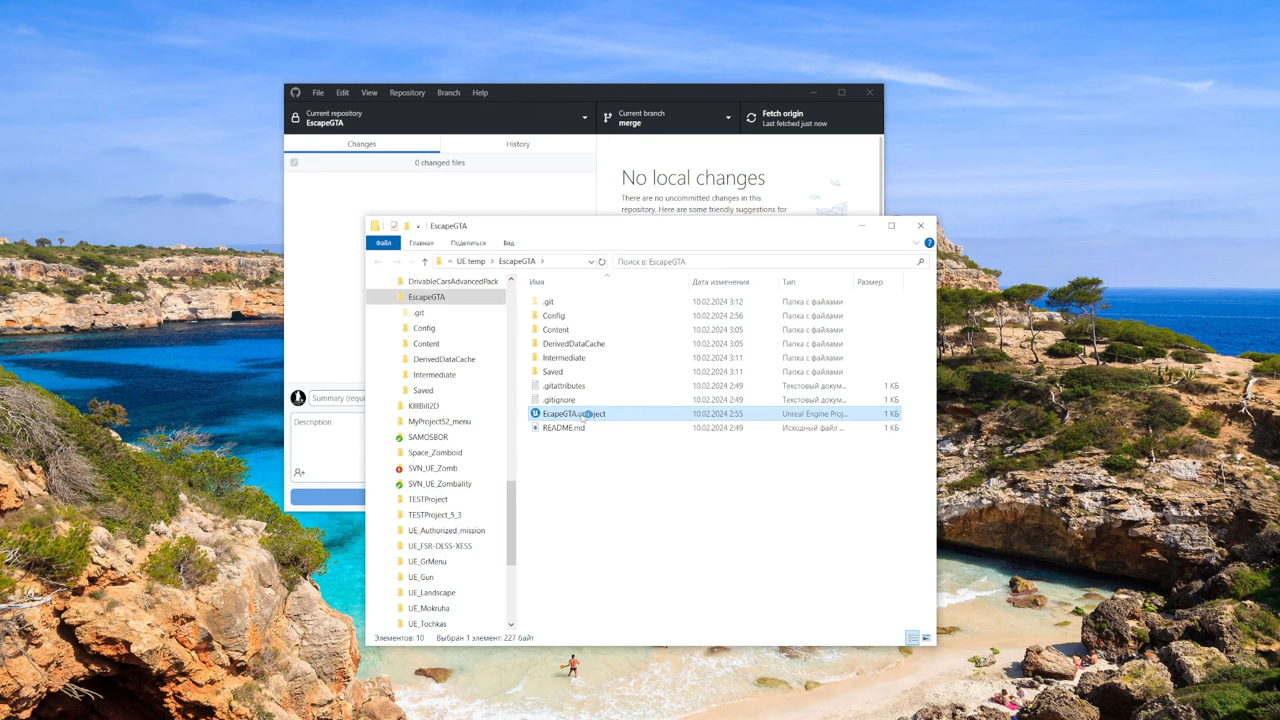 File Edit View Repository Branch Help
Current repository
EscapeGTA
Current branch
merge
Fetch origin
Last fetched just now
Changes History
0 changed files
No local changes
There are no uncommitted changes in this
repository. Here are some friendly suggestions for
Summary (requi
Description
EscapeGTA
Файл Главная Поделиться Вид
« UE temp > EscapeGTA >
Поиск в: EscapeGTA
DrivableCarsAdvancedPack
EscapeGTA
.git
Config
Content
DerivedDataCache
Intermediate
Saved
KIllBill2D
MyProject52_menu
SAMOSBOR
Space_Zomboid
SVN_UE_Zomb
SVN_UE_Zombality
TESTProject
TESTProject_5_3
UE_Authorized_mission
UE_FSR-DLSS-XESS
UE_GrMenu
UE_Gun
UE_Landscape
UE_Mokruha
UE_Tochkas
Имя Дата изменения Тип Размер
.git 10.02.2024 3:12 Папка с файлами
Config 10.02.2024 2:56 Папка с файлами
Content 10.02.2024 3:05 Папка с файлами
DerivedDataCache 10.02.2024 3:05 Папка с файлами
Intermediate 10.02.2024 3:11 Папка с файлами
Saved 10.02.2024 3:11 Папка с файлами
.gitattributes 10.02.2024 2:49 Текстовый докум... 1 КБ
.gitignore 10.02.2024 2:49 Текстовый докум... 1 КБ
10.02.2024 2:55 Unreal Engine Proj... 1 КБ
README.md 10.02.2024 2:49 Исходный файл ... 1 КБ
Элементов: 10 Выбран 1 элемент: 227 байт